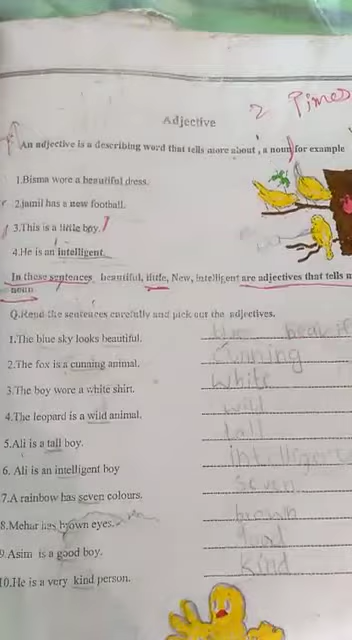 2 Times
Adjective
An adjective is a describing word that tells more about , a noun for example
1.Bisma wore a beautiful dress.
2.jamil has a new football.
3.This is a little boy.
4.He is an intelligent.
In these sentences, beautiful, little, New, intelligent are adjectives that tells
noun
Q.Read the sentences carefully and pick out the adjectives.
1.The blue sky looks beautiful. blue beautif
2.The fox is a cunning animal. Cunning
3.The boy wore a white shirt. White
4.The leopard is a wild animal. wild
5.Ali is a tall boy. tall
6. Ali is an intelligent boy intelligen
7.A rainbow has seven colours. seven
8.Mehar has brown eyes. brown
9.Asim is a good boy. good
10.He is a very kind person. Kind